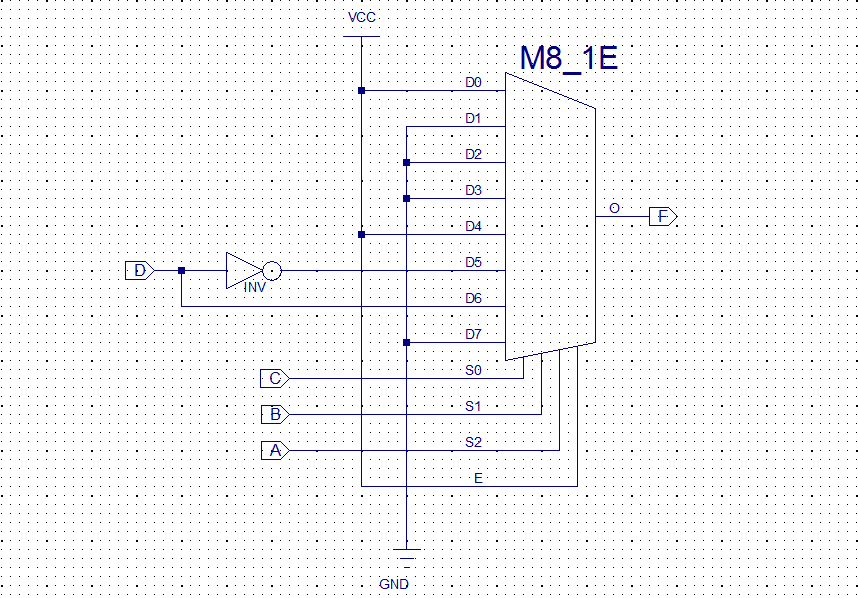 VCC
M8_1E
D0
D1
D2
D3
D4
O
F
D5
D
INV
D6
D7
S0
C
S1
B
S2
A
E
GND